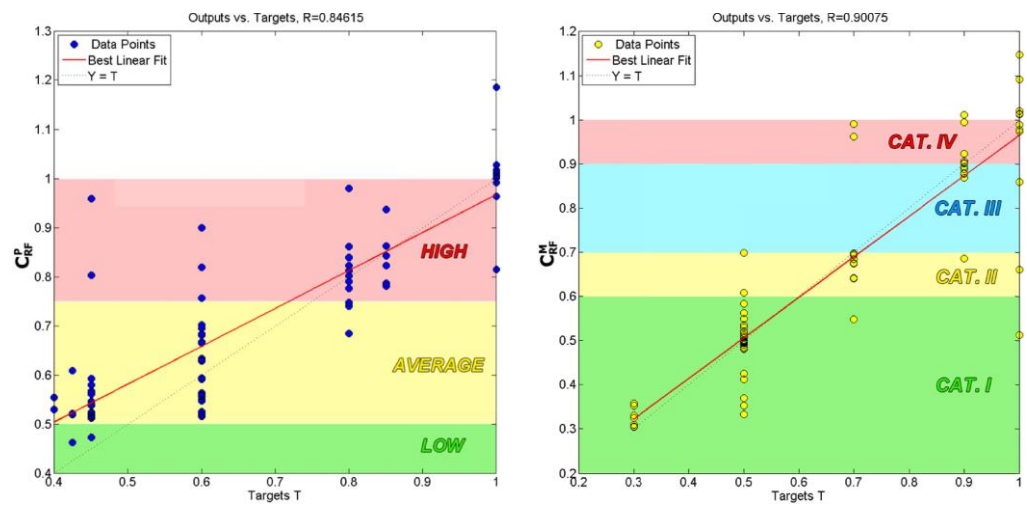 Outputs vs. Targets, R=0.84615
1.3
1.2
1.1
1
0.9
0.8
0.7
0.6
0.5
0.4
C_RF^P
Data Points
Best Linear Fit
Y = T
HIGH
AVERAGE
LOW
0.4 0.5 0.6 0.7 0.8 0.9 1
Targets T
Outputs vs. Targets, R=0.90075
1.2
1.1
1
0.9
0.8
0.7
0.6
0.5
0.4
0.3
0.2
C_RF^M
Data Points
Best Linear Fit
Y = T
CAT. IV
CAT. III
CAT. II
CAT. I
0.2 0.3 0.4 0.5 0.6 0.7 0.8 0.9 1
Targets T